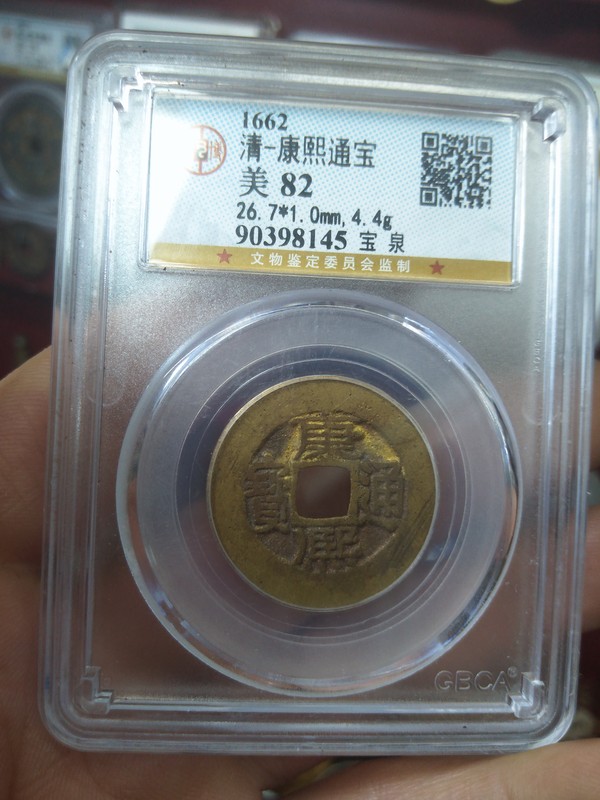 1662
清-康熙通宝
美 82
26.7*1.0mm,4.4g
90398145 宝 泉
★ 文物鉴定委员会监制 ★
康
寶 通
熙
GBCA®